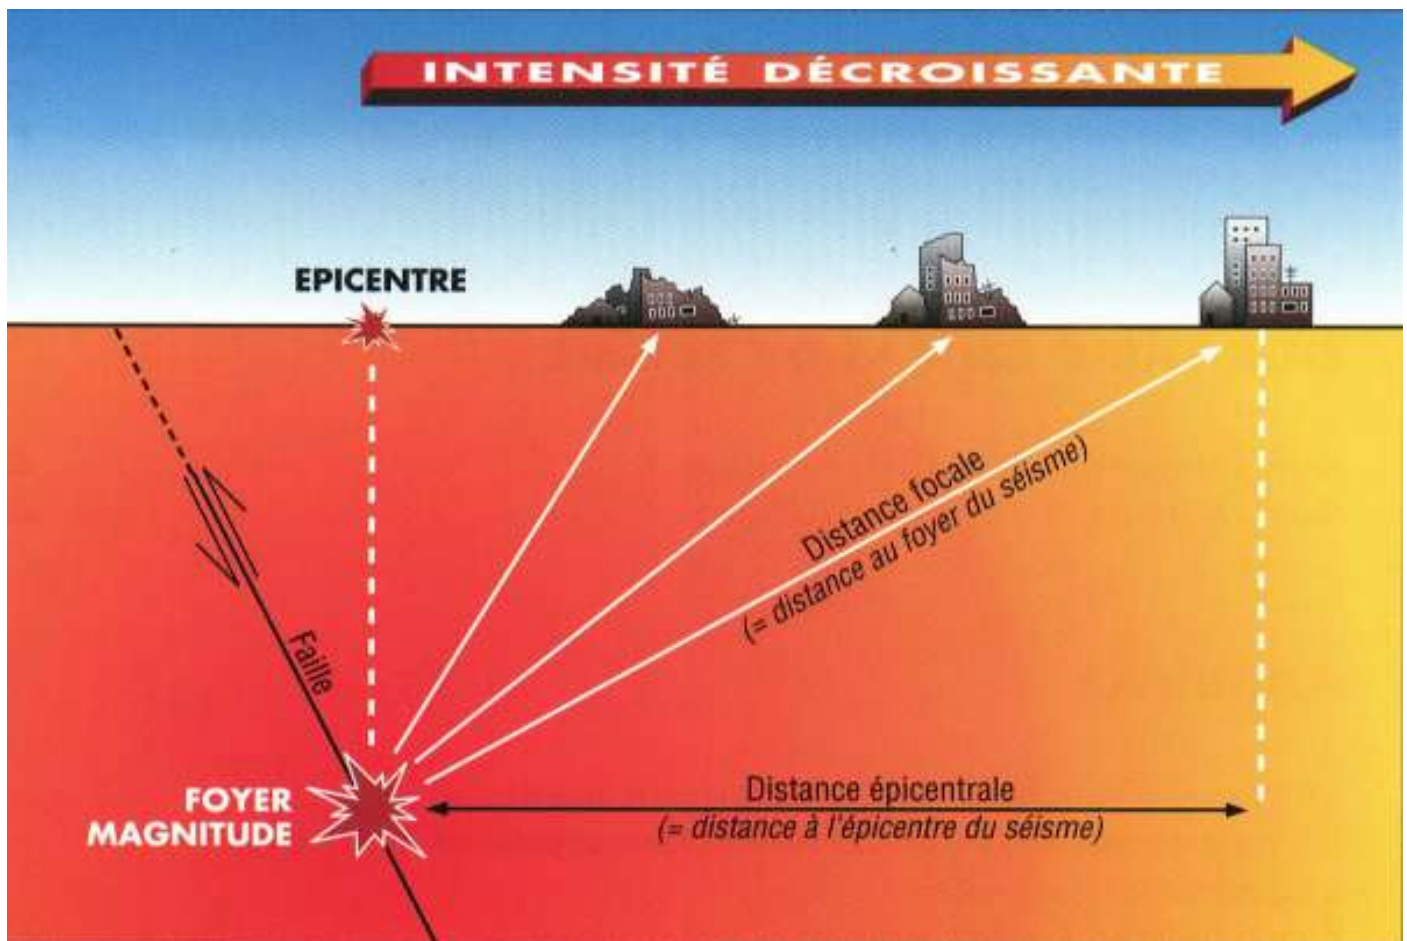 INTENSITÉ DÉCROISSANTE
EPICENTRE
Distance focale
(= distance au foyer du séisme)
Faille
FOYER
MAGNITUDE
Distance épicentrale
(= distance à l'épicentre du séisme)